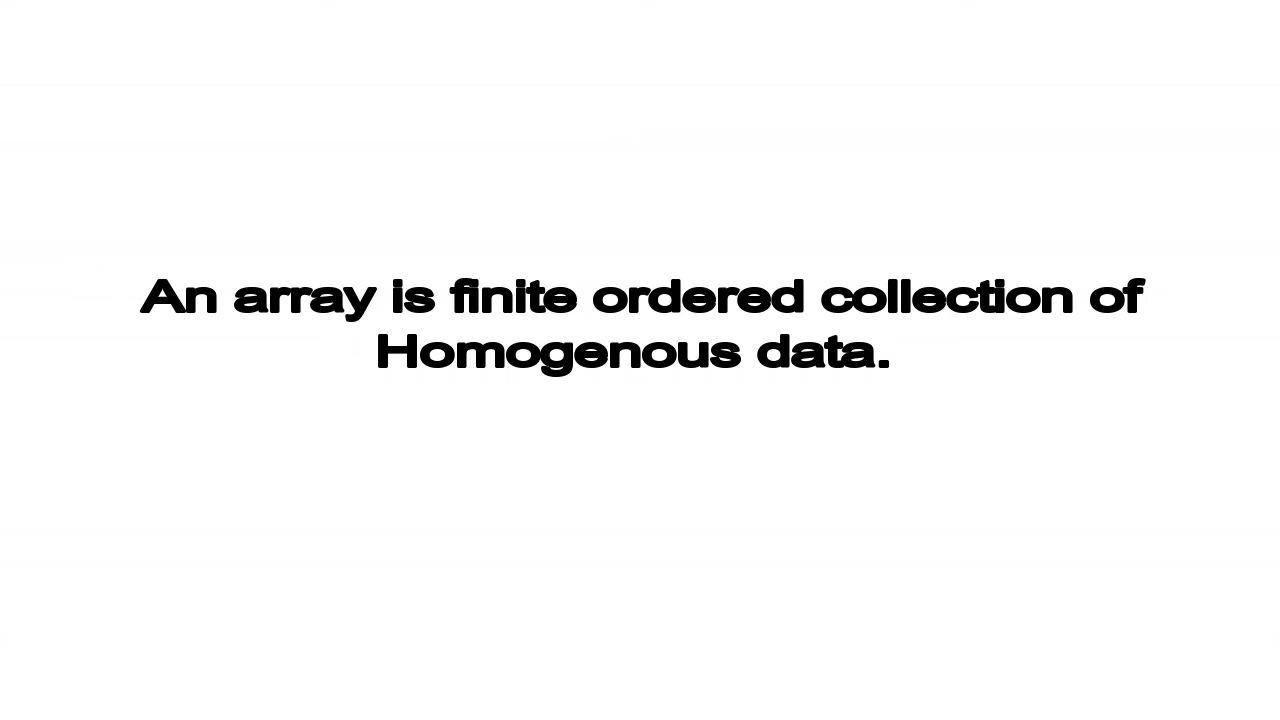 An array is finite ordered collection of
Homogenous data.